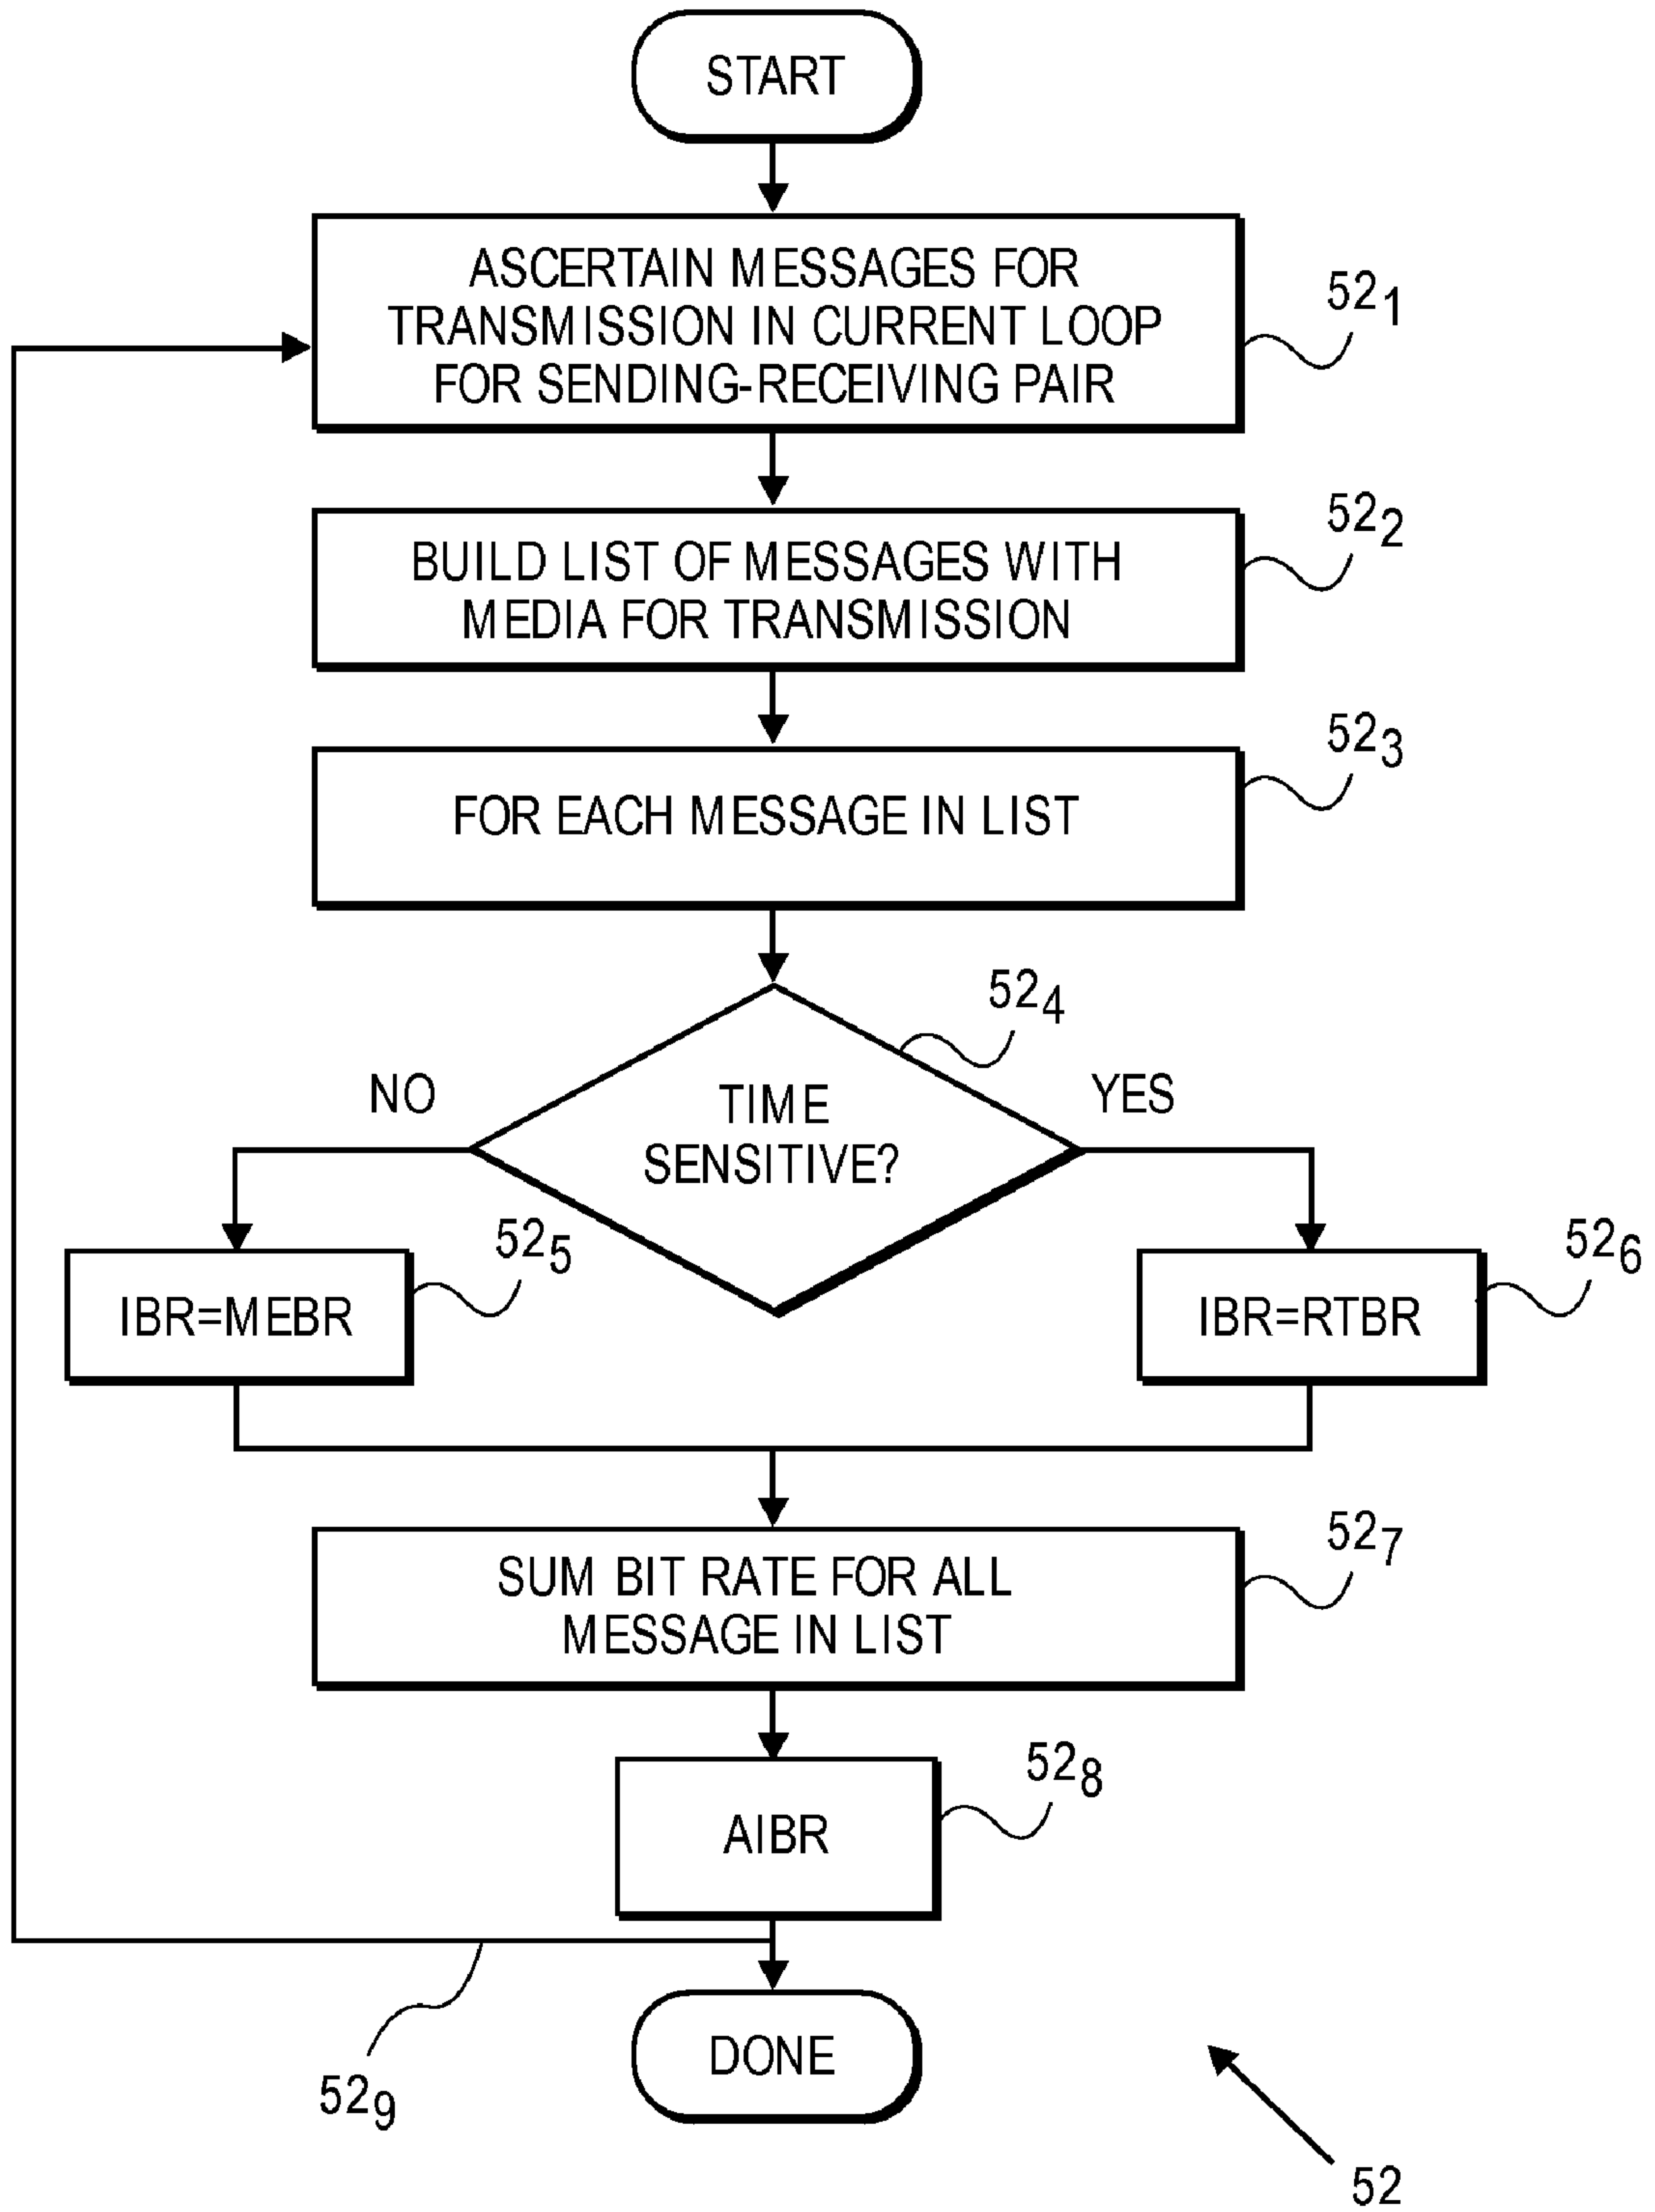 START
ASCERTAIN MESSAGES FOR
TRANSMISSION IN CURRENT LOOP
FOR SENDING-RECEIVING PAIR
52₁
BUILD LIST OF MESSAGES WITH
MEDIA FOR TRANSMISSION
52₂
FOR EACH MESSAGE IN LIST
52₃
TIME
SENSITIVE?
52₄
NO
YES
IBR=MEBR
52₅
IBR=RTBR
52₆
SUM BIT RATE FOR ALL
MESSAGE IN LIST
52₇
AIBR
52₈
DONE
52₉
52